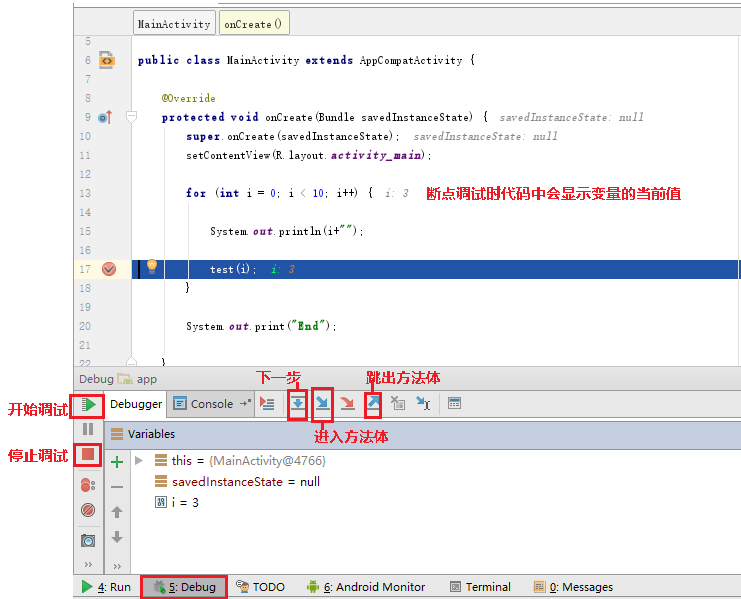 MainActivity onCreate()
5
6 public class MainActivity extends AppCompatActivity {
7
8 @Override
9 protected void onCreate(Bundle savedInstanceState) { savedInstanceState: null
10 super.onCreate(savedInstanceState); savedInstanceState: null
11 setContentView(R.layout.activity_main);
12
13 for (int i = 0; i < 10; i++) { i: 3 断点调试时代码中会显示变量的当前值
14
15 System.out.println(i+"");
16
17 test(i); i: 3
18 }
19
20 System.out.print("End");
21
22 }
Debug app
下一步 跳出方法体
开始调试 Debugger Console
进入方法体
停止调试 Variables
this = {MainActivity@4766}
savedInstanceState = null
i = 3
4: Run 5: Debug TODO 6: Android Monitor Terminal 0: Messages